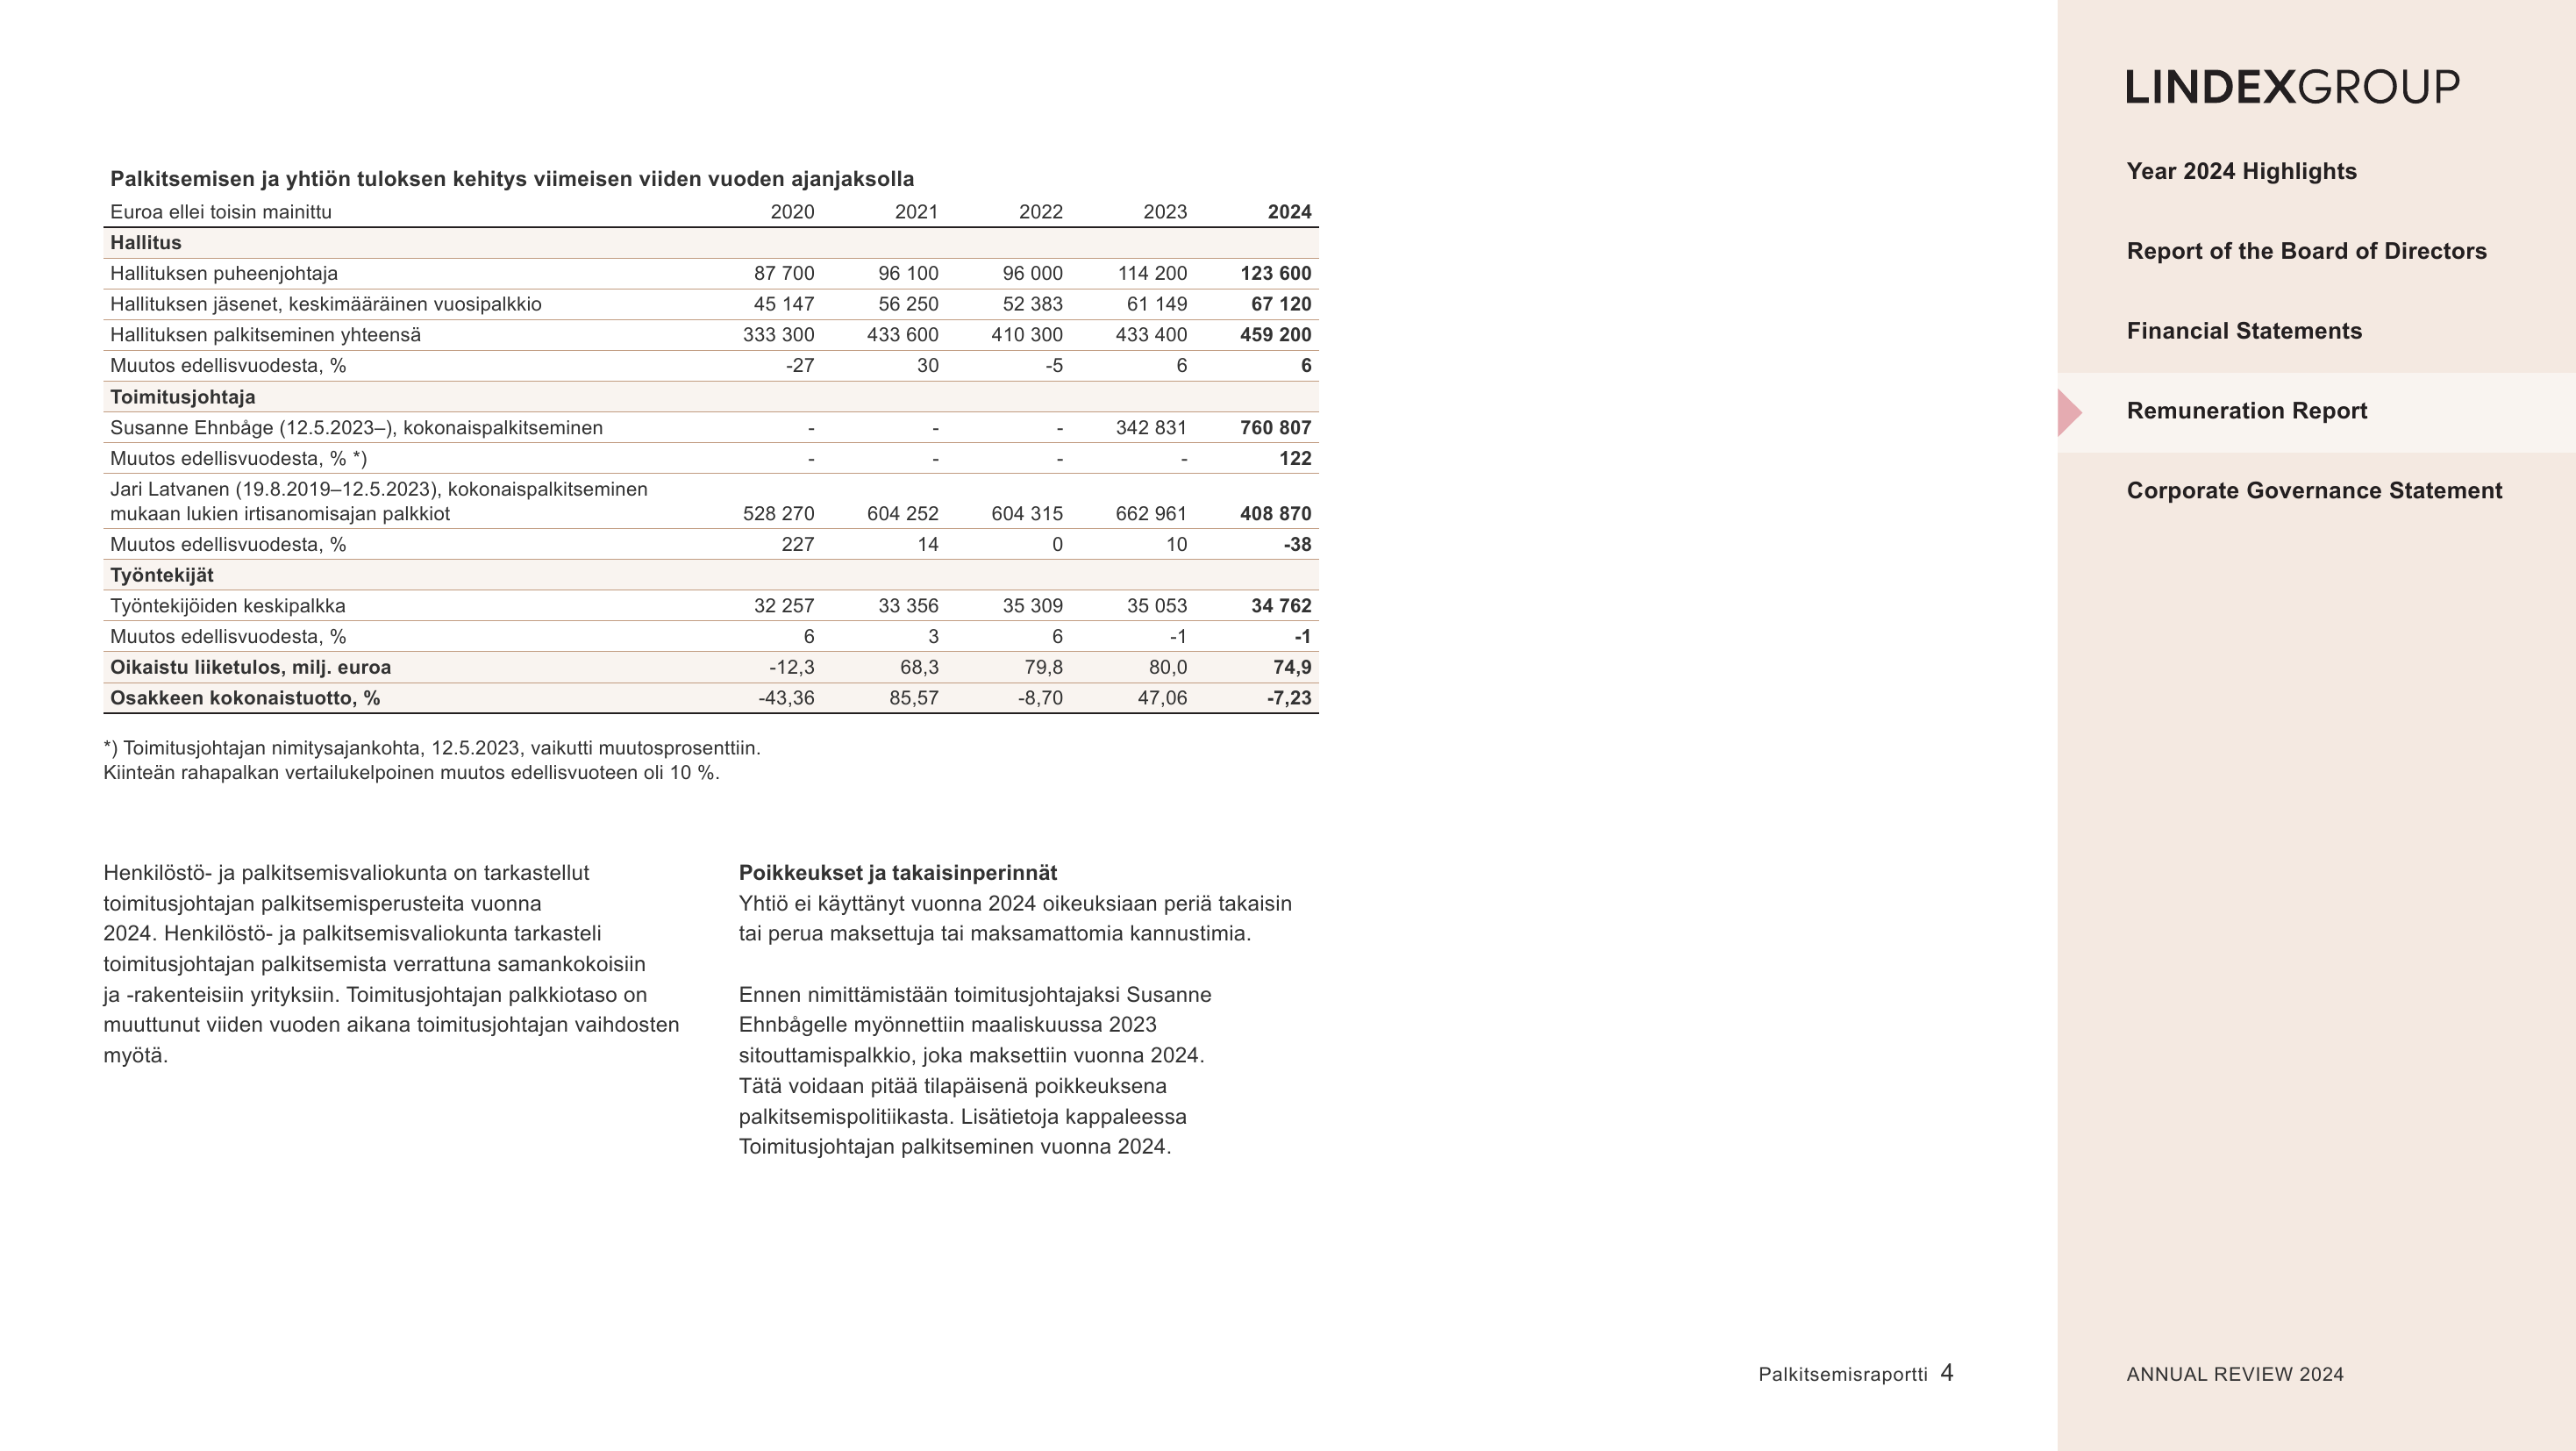 Palkitsemisen ja yhtiön tuloksen kehitys viimeisen viiden vuoden ajanjaksolla
Euroa ellei toisin mainittu 2020 2021 2022 2023 2024
Hallitus
Hallituksen puheenjohtaja 87 700 96 100 96 000 114 200 123 600
Hallituksen jäsenet, keskimääräinen vuosipalkkio 45 147 56 250 52 383 61 149 67 120
Hallituksen palkitseminen yhteensä 333 300 433 600 410 300 433 400 459 200
Muutos edellisvuodesta, % -27 30 -5 6 6
Toimitusjohtaja
Susanne Ehnbåge (12.5.2023–), kokonaispalkitseminen - - - 342 831 760 807
Muutos edellisvuodesta, % *) - - - - 122
Jari Latvanen (19.8.2019–12.5.2023), kokonaispalkitseminen
mukaan lukien irtisanomisajan palkkiot 528 270 604 252 604 315 662 961 408 870
Muutos edellisvuodesta, % 227 14 0 10 -38
Työntekijät
Työntekijöiden keskipalkka 32 257 33 356 35 309 35 053 34 762
Muutos edellisvuodesta, % 6 3 6 -1 -1
Oikaistu liiketulos, milj. euroa -12,3 68,3 79,8 80,0 74,9
Osakkeen kokonaistuotto, % -43,36 85,57 -8,70 47,06 -7,23
*) Toimitusjohtajan nimitysajankohta, 12.5.2023, vaikutti muutosprosenttiin.
Kiinteän rahapalkan vertailukelpoinen muutos edellisvuoteen oli 10 %.
Henkilöstö- ja palkitsemisvaliokunta on tarkastellut
toimitusjohtajan palkitsemisperusteita vuonna
2024. Henkilöstö- ja palkitsemisvaliokunta tarkasteli
toimitusjohtajan palkitsemista verrattuna samankokoisiin
ja -rakenteisiin yrityksiin. Toimitusjohtajan palkkiotaso on
muuttunut viiden vuoden aikana toimitusjohtajan vaihdosten
myötä.
Poikkeukset ja takaisinperinnät
Yhtiö ei käyttänyt vuonna 2024 oikeuksiaan periä takaisin
tai perua maksettuja tai maksamattomia kannustimia.
Ennen nimittämistään toimitusjohtajaksi Susanne
Ehnbågelle myönnettiin maaliskuussa 2023
sitouttamispalkkio, joka maksettiin vuonna 2024.
Tätä voidaan pitää tilapäisenä poikkeuksena
palkitsemispolitiikasta. Lisätietoja kappaleessa
Toimitusjohtajan palkitseminen vuonna 2024.
Palkitsemisraportti 4
LINDEXGROUP
Year 2024 Highlights
Report of the Board of Directors
Financial Statements
Remuneration Report
Corporate Governance Statement
ANNUAL REVIEW 2024